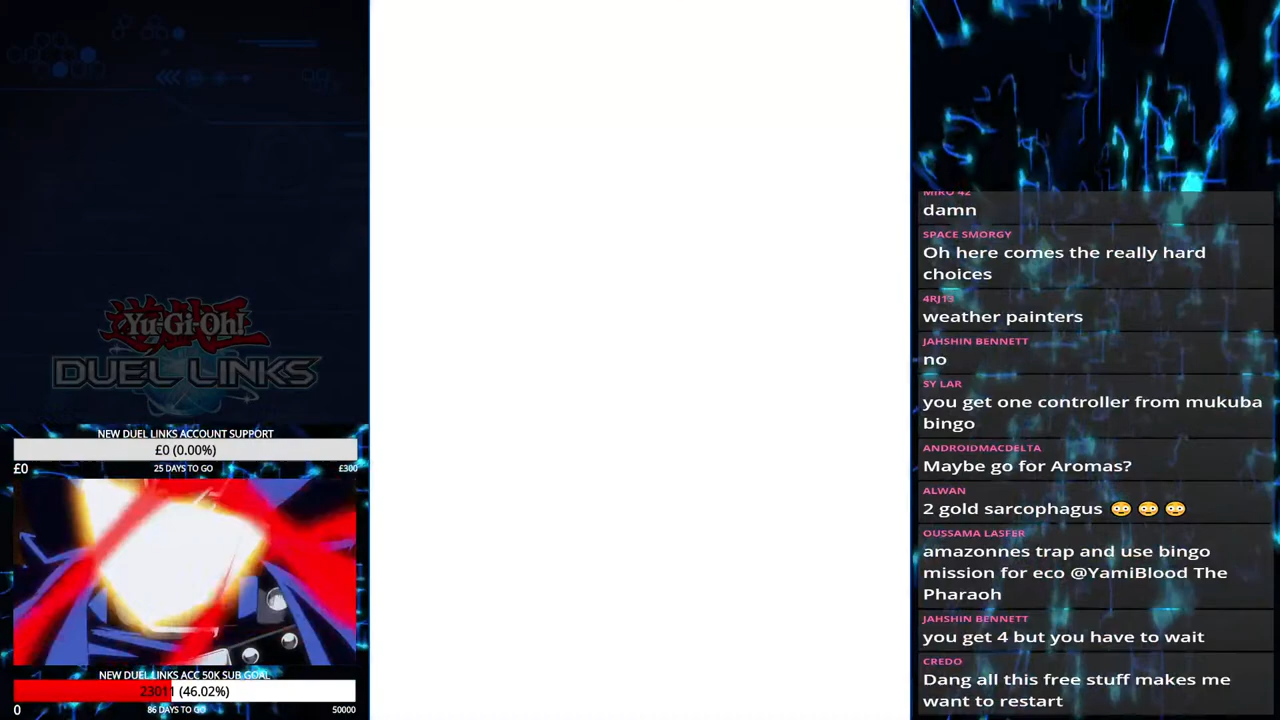 Yu-Gi-Oh!
DUEL LINKS
NEW DUEL LINKS ACCOUNT SUPPORT
£0 (0.00%)
£0
25 DAYS TO GO
£300
NEW DUEL LINKS ACC 50K SUB GOAL
23011 (46.02%)
0
86 DAYS TO GO
50000
MIRO 42
damn
SPACE SMORGY
Oh here comes the really hard
choices
4RJ13
weather painters
JAHSHIN BENNETT
no
SY LAR
you get one controller from mukuba
bingo
ANDROIDMACDELTA
Maybe go for Aromas?
ALWAN
2 gold sarcophagus 😳 😳 😳
OUSSAMA LASFER
amazonnes trap and use bingo
mission for eco @YamiBlood The
Pharaoh
JAHSHIN BENNETT
you get 4 but you have to wait
CREDO
Dang all this free stuff makes me
want to restart